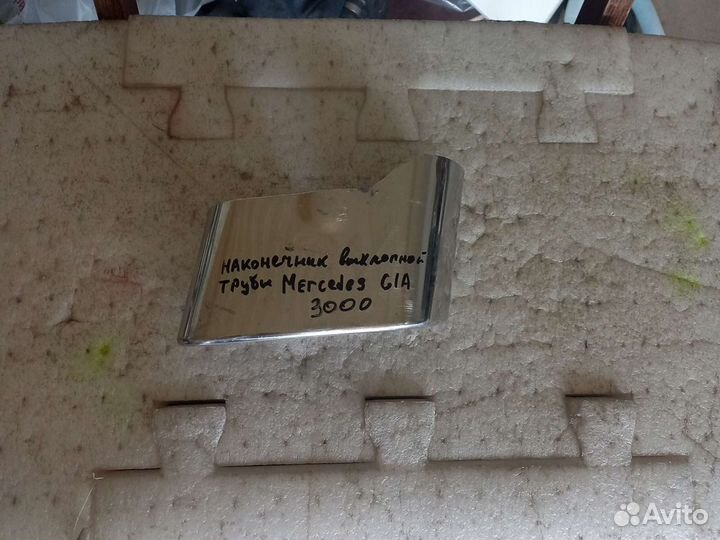 наконечник выхлопной
трубы Mercedes GlA
3000
Avito